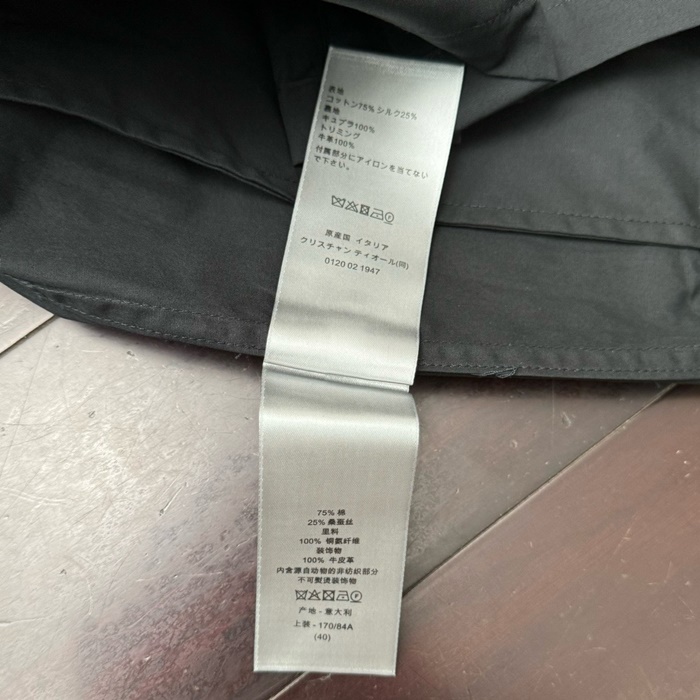 表地
コットン75% シルク25%
裏地
キュプラ100%
トリミング
牛革100%
付属部分にアイロンを当てない
で下さい。
原産国 イタリア
クリスチャン ディオール(同)
0120 02 1947
75% 棉
25% 桑蚕丝
里料
100% 铜氨纤维
装饰物
100% 牛皮革
内含源自动物的非纺织部分
不可熨烫装饰物
产地 - 意大利
上装 - 170/84A
(40)